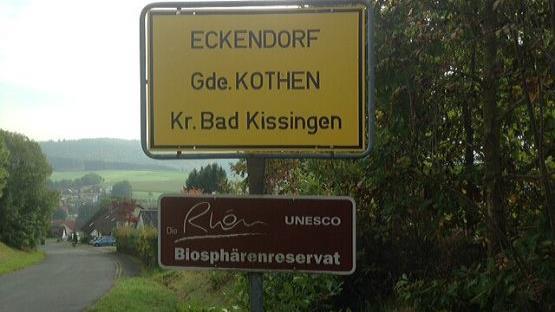 ECKENDORF
Gde. KOTHEN
Kr. Bad Kissingen
Die Rhön UNESCO
Biosphärenreservat